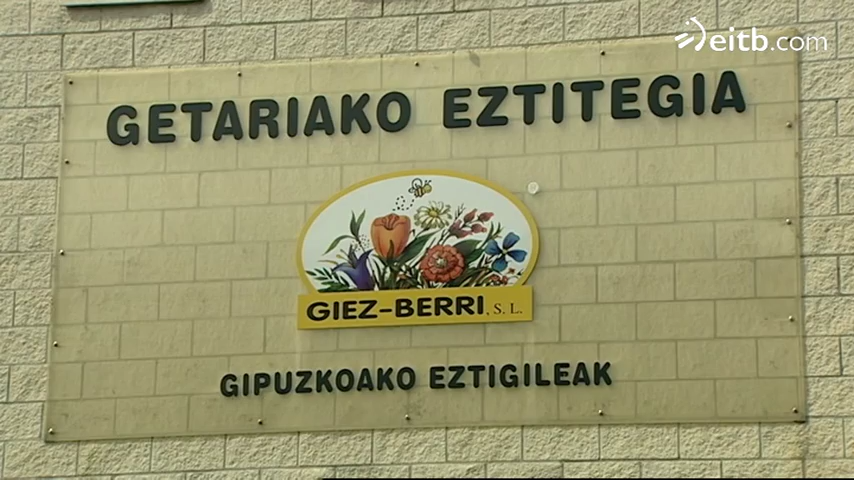 eitb.com
GETARIAKO EZTITEGIA
GIEZ-BERRI, S. L.
GIPUZKOAKO EZTIGILEAK